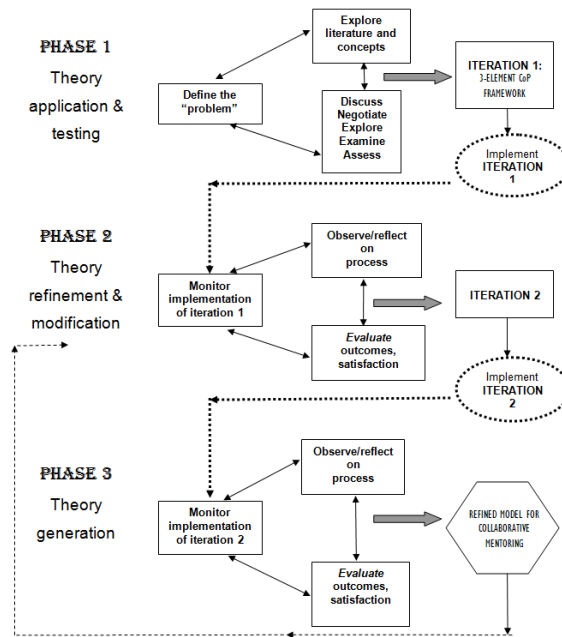 PHASE 1
Theory
application &
testing
Define the
"problem"
Explore
literature and
concepts
Discuss
Negotiate
Explore
Examine
Assess
ITERATION 1:
3-ELEMENT CoP
FRAMEWORK
Implement
ITERATION
1
PHASE 2
Theory
refinement &
modification
Monitor
implementation
of iteration 1
Observe/reflect
on
process
Evaluate
outcomes,
satisfaction
ITERATION 2
Implement
ITERATION
2
PHASE 3
Theory
generation
Monitor
implementation
of iteration 2
Observe/reflect
on
process
Evaluate
outcomes,
satisfaction
REFINED MODEL FOR
COLLABORATIVE
MENTORING